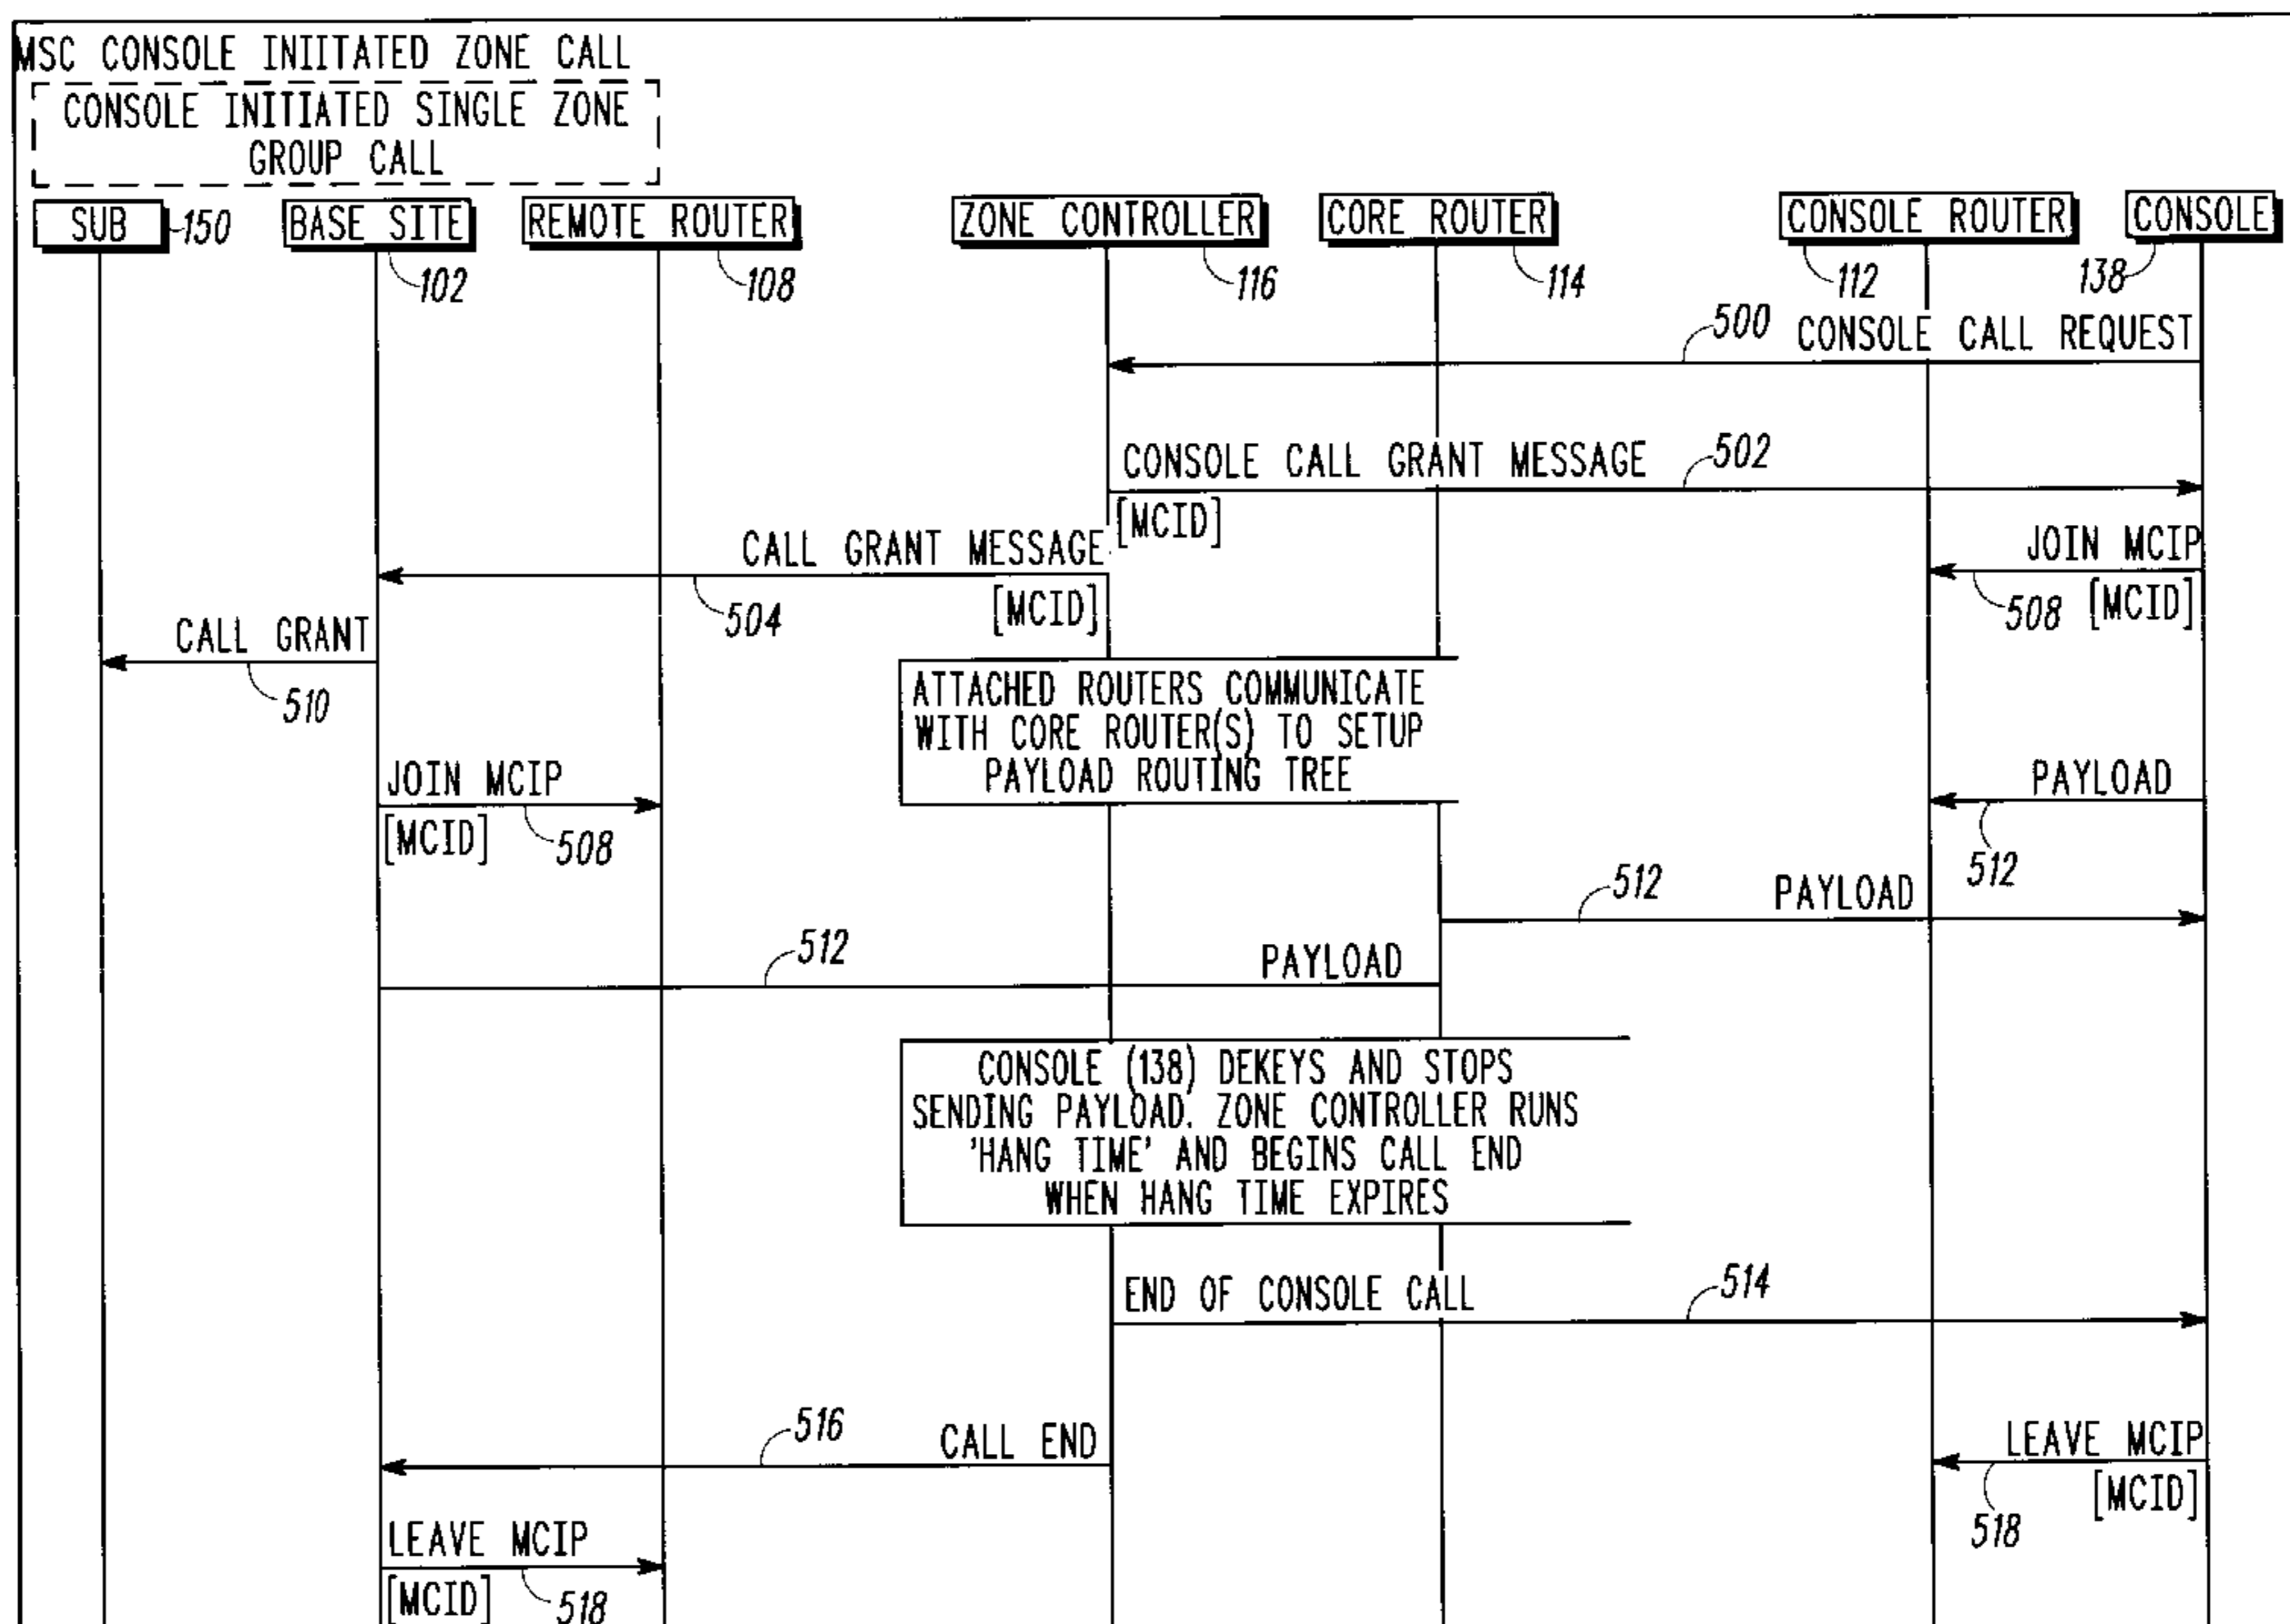 MSC CONSOLE INIITATED ZONE CALL
CONSOLE INITIATED SINGLE ZONE
GROUP CALL
SUB 150
BASE SITE
102
REMOTE ROUTER
108
ZONE CONTROLLER
116
CORE ROUTER
114
CONSOLE ROUTER
112
CONSOLE
138
500
CONSOLE CALL REQUEST
CONSOLE CALL GRANT MESSAGE
502
[MCID]
CALL GRANT MESSAGE
504
[MCID]
JOIN MCIP
508
[MCID]
CALL GRANT
510
ATTACHED ROUTERS COMMUNICATE
WITH CORE ROUTER(S) TO SETUP
PAYLOAD ROUTING TREE
JOIN MCIP
[MCID]
508
PAYLOAD
512
512
PAYLOAD
512
PAYLOAD
CONSOLE (138) DEKEYS AND STOPS
SENDING PAYLOAD. ZONE CONTROLLER RUNS
'HANG TIME' AND BEGINS CALL END
WHEN HANG TIME EXPIRES
END OF CONSOLE CALL
514
516
CALL END
LEAVE MCIP
[MCID]
518
LEAVE MCIP
[MCID]
518